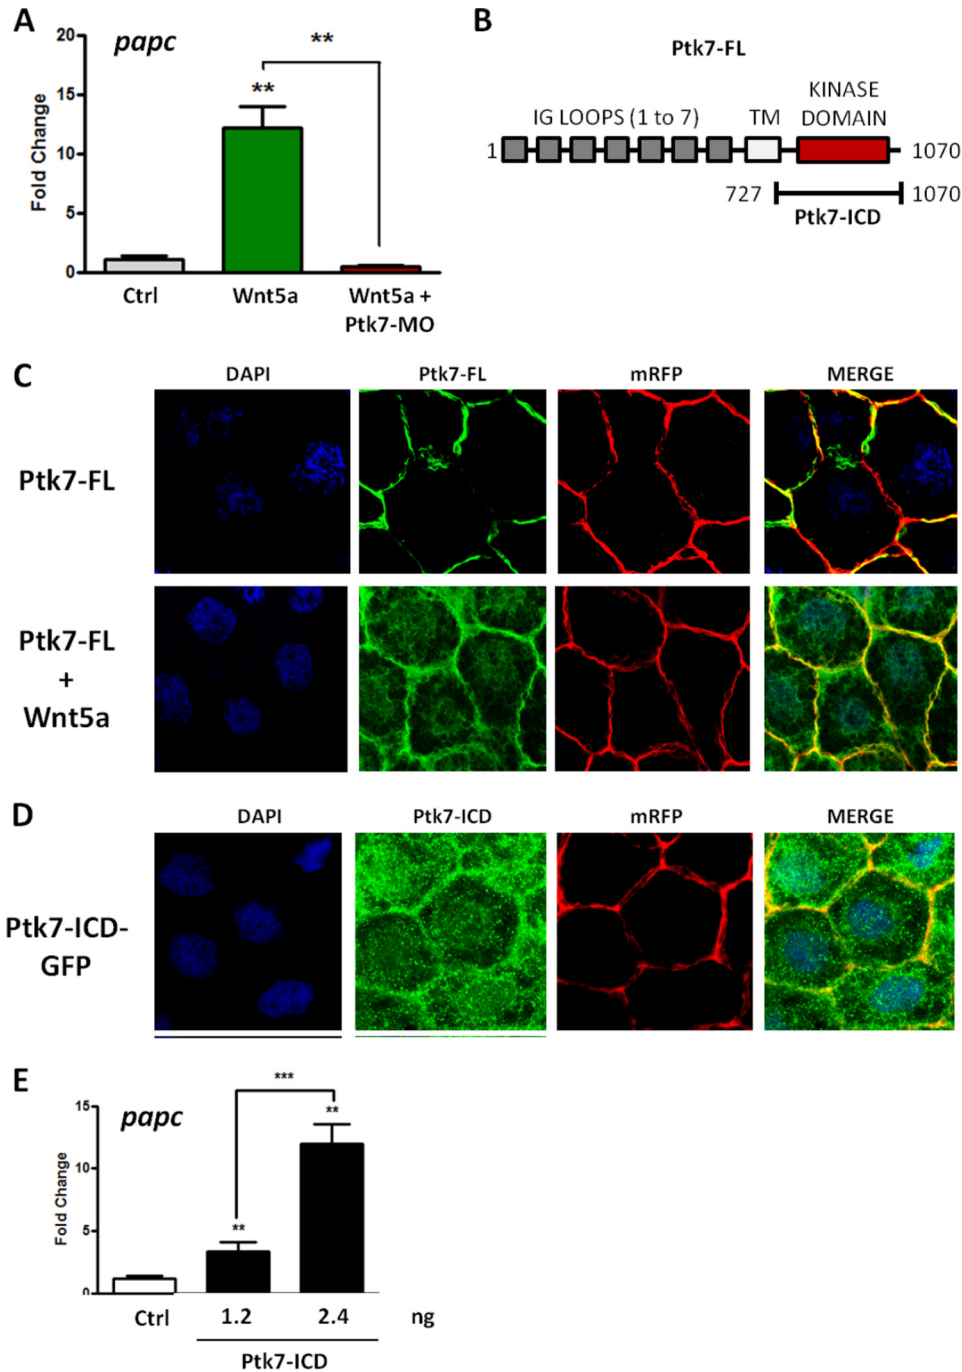 A
papc
Fold Change
20
15
10
5
0
**
**
Ctrl
Wnt5a
Wnt5a +
Ptk7-MO
B
Ptk7-FL
IG LOOPS (1 to 7)
TM
KINASE
DOMAIN
1
1070
727
1070
Ptk7-ICD
C
DAPI
Ptk7-FL
mRFP
MERGE
Ptk7-FL
Ptk7-FL
+
Wnt5a
D
DAPI
Ptk7-ICD
mRFP
MERGE
Ptk7-ICD-
GFP
E
papc
Fold Change
15
10
5
0
***
**
**
Ctrl
1.2
2.4
ng
Ptk7-ICD